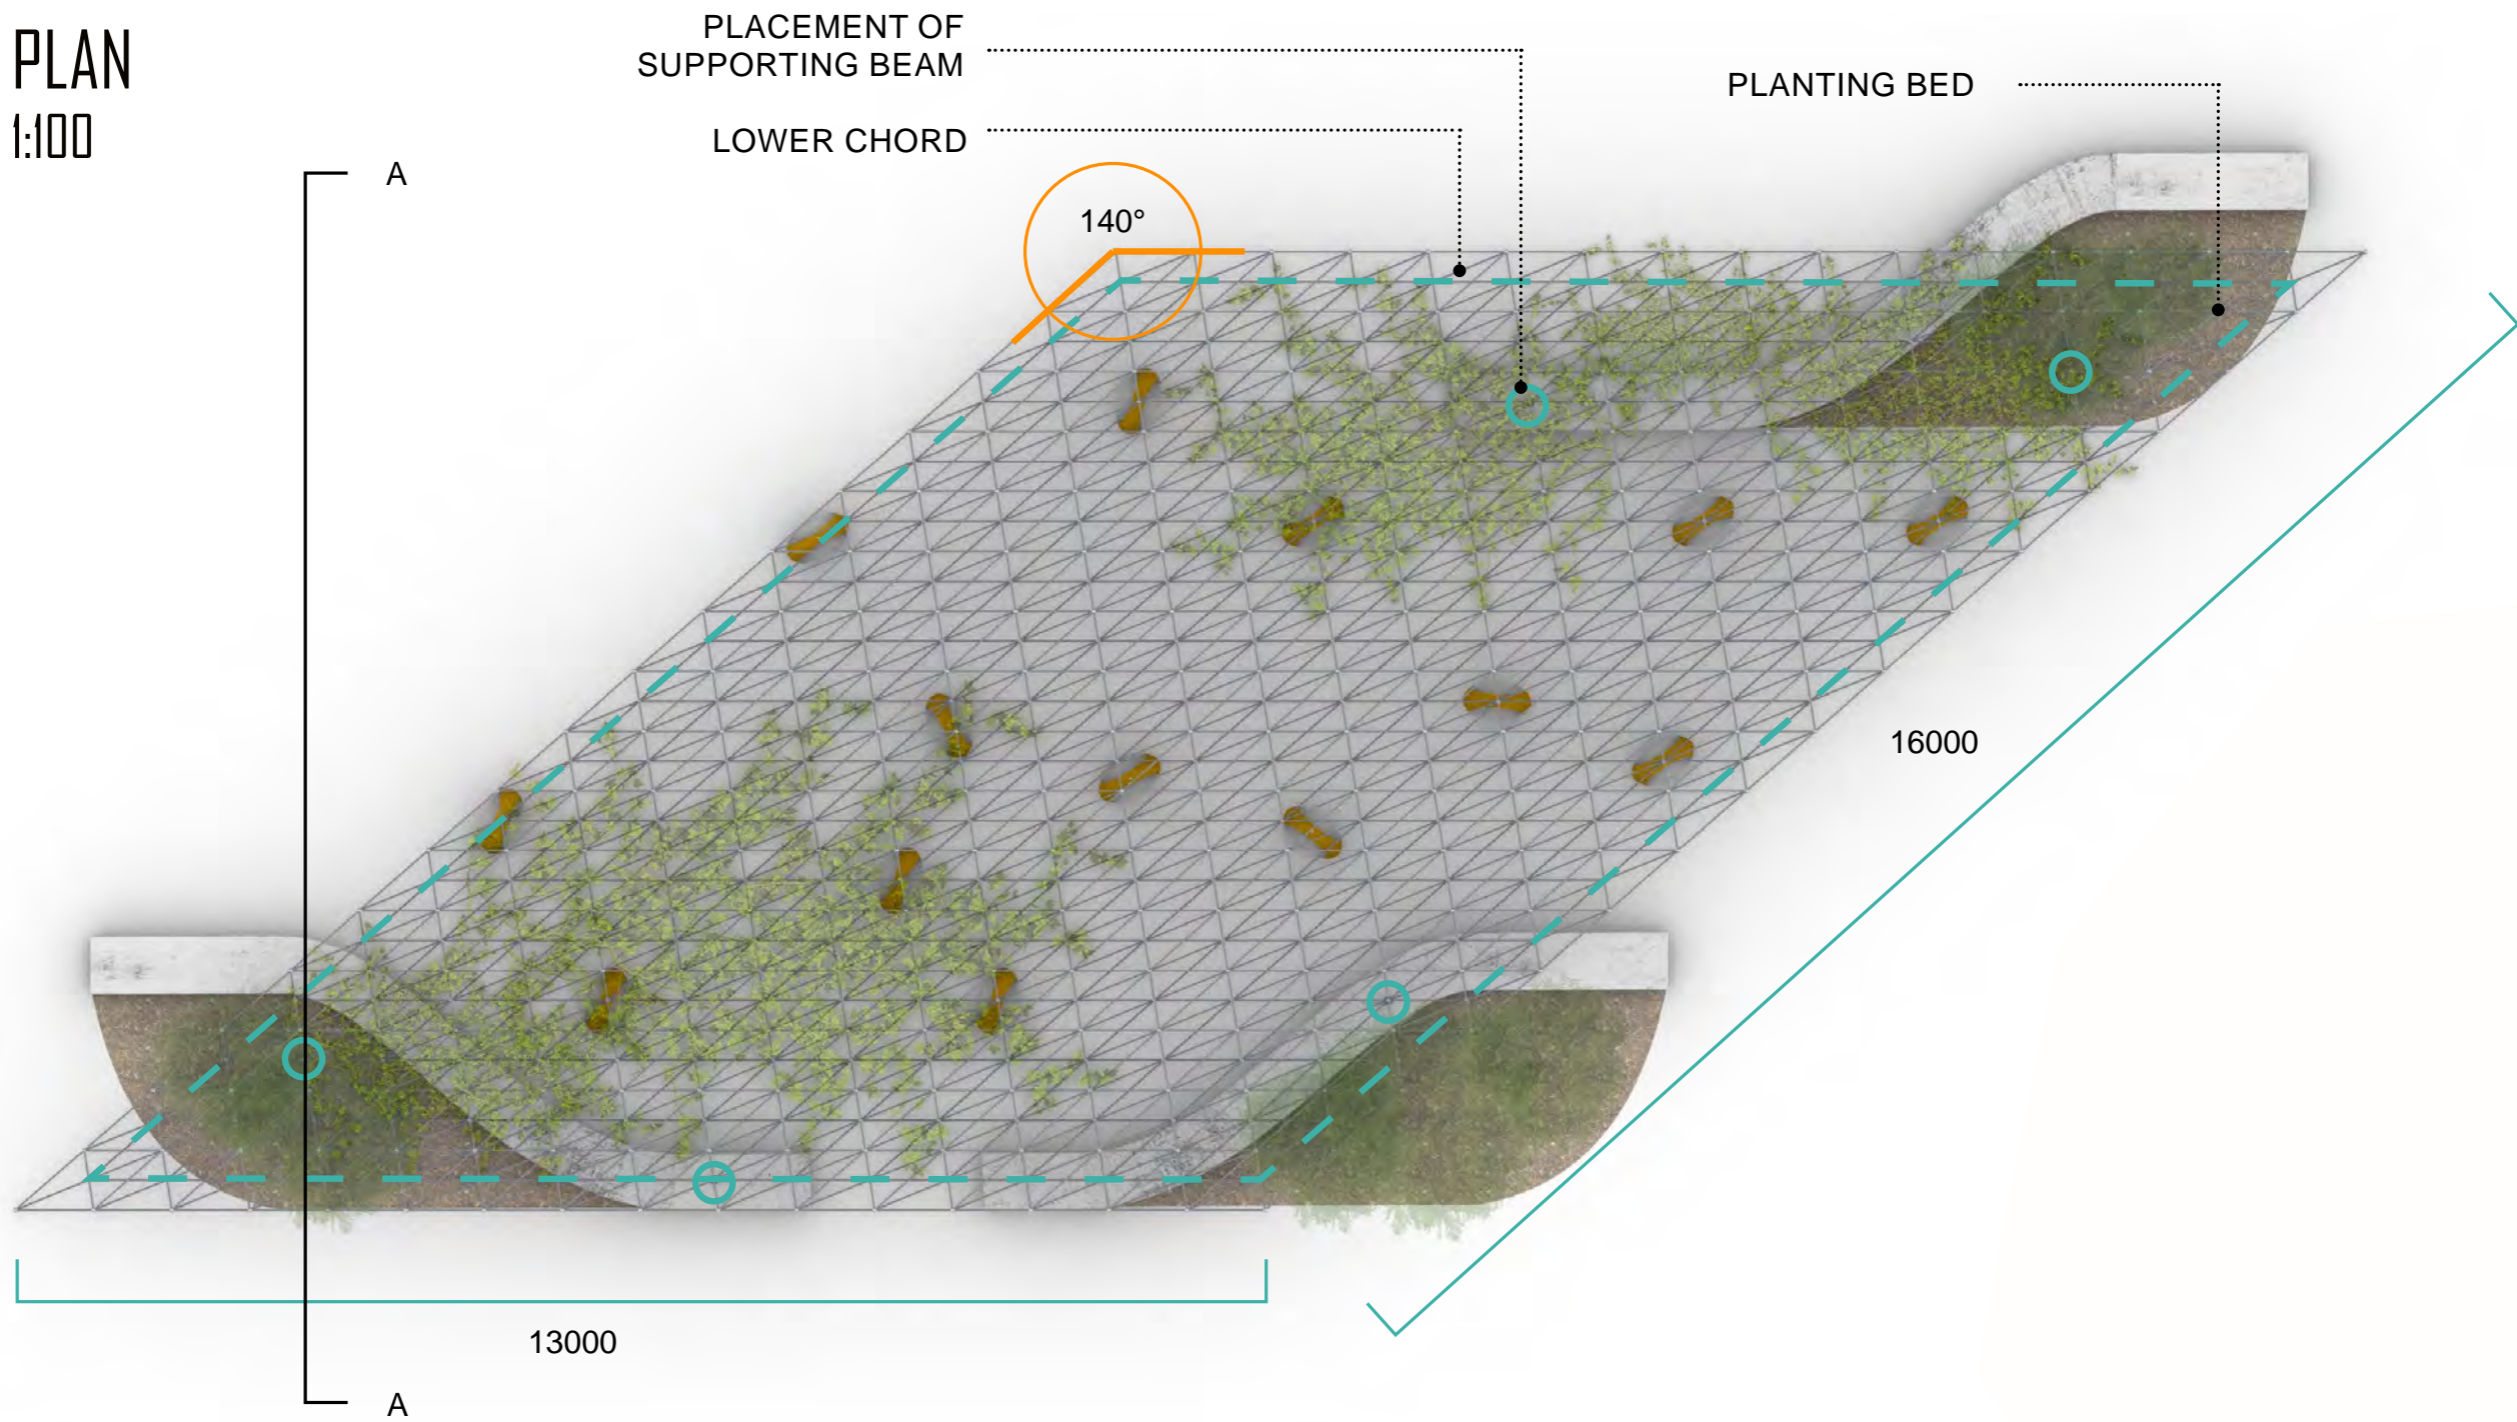 PLAN
1:100
PLACEMENT OF
SUPPORTING BEAM
PLANTING BED
LOWER CHORD
A
140°
16000
13000
A